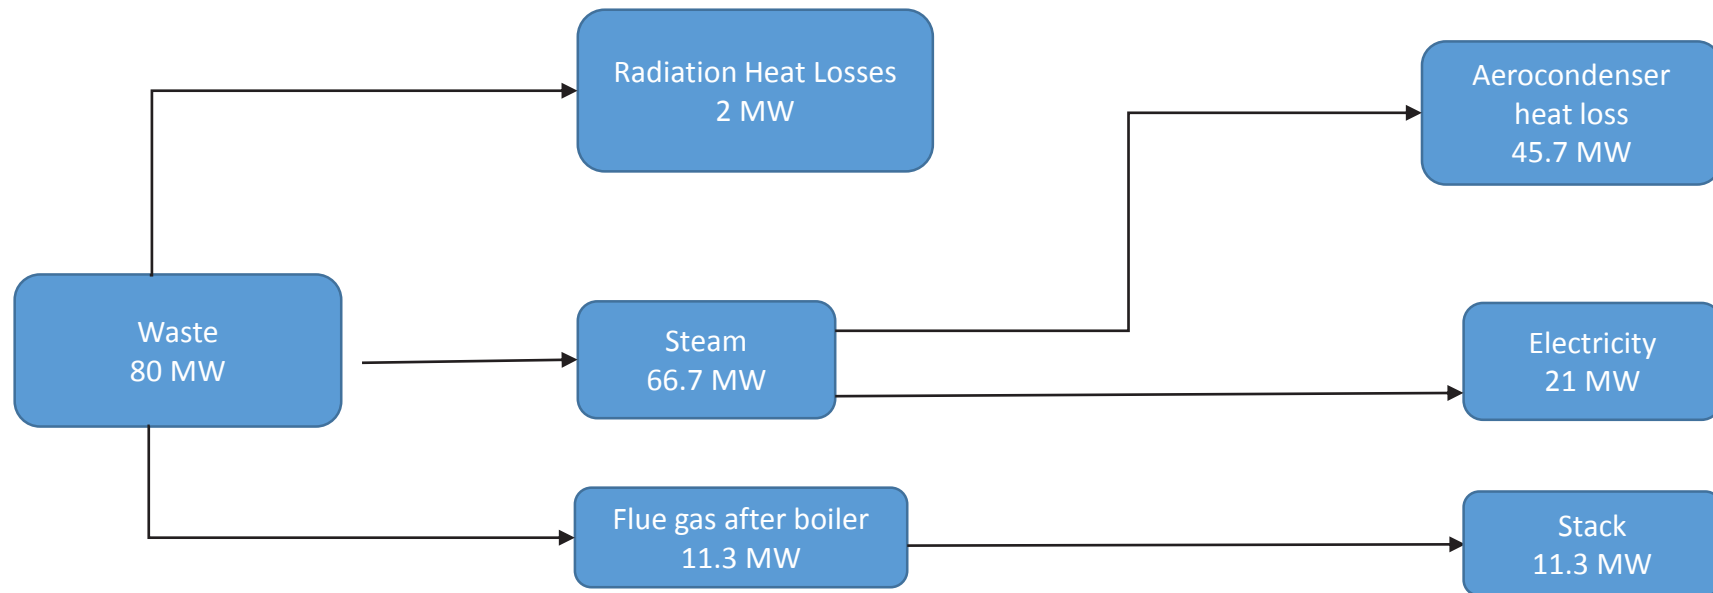 Radiation Heat Losses
2 MW
Aerocondenser
heat loss
45.7 MW
Waste
80 MW
Steam
66.7 MW
Electricity
21 MW
Flue gas after boiler
11.3 MW
Stack
11.3 MW